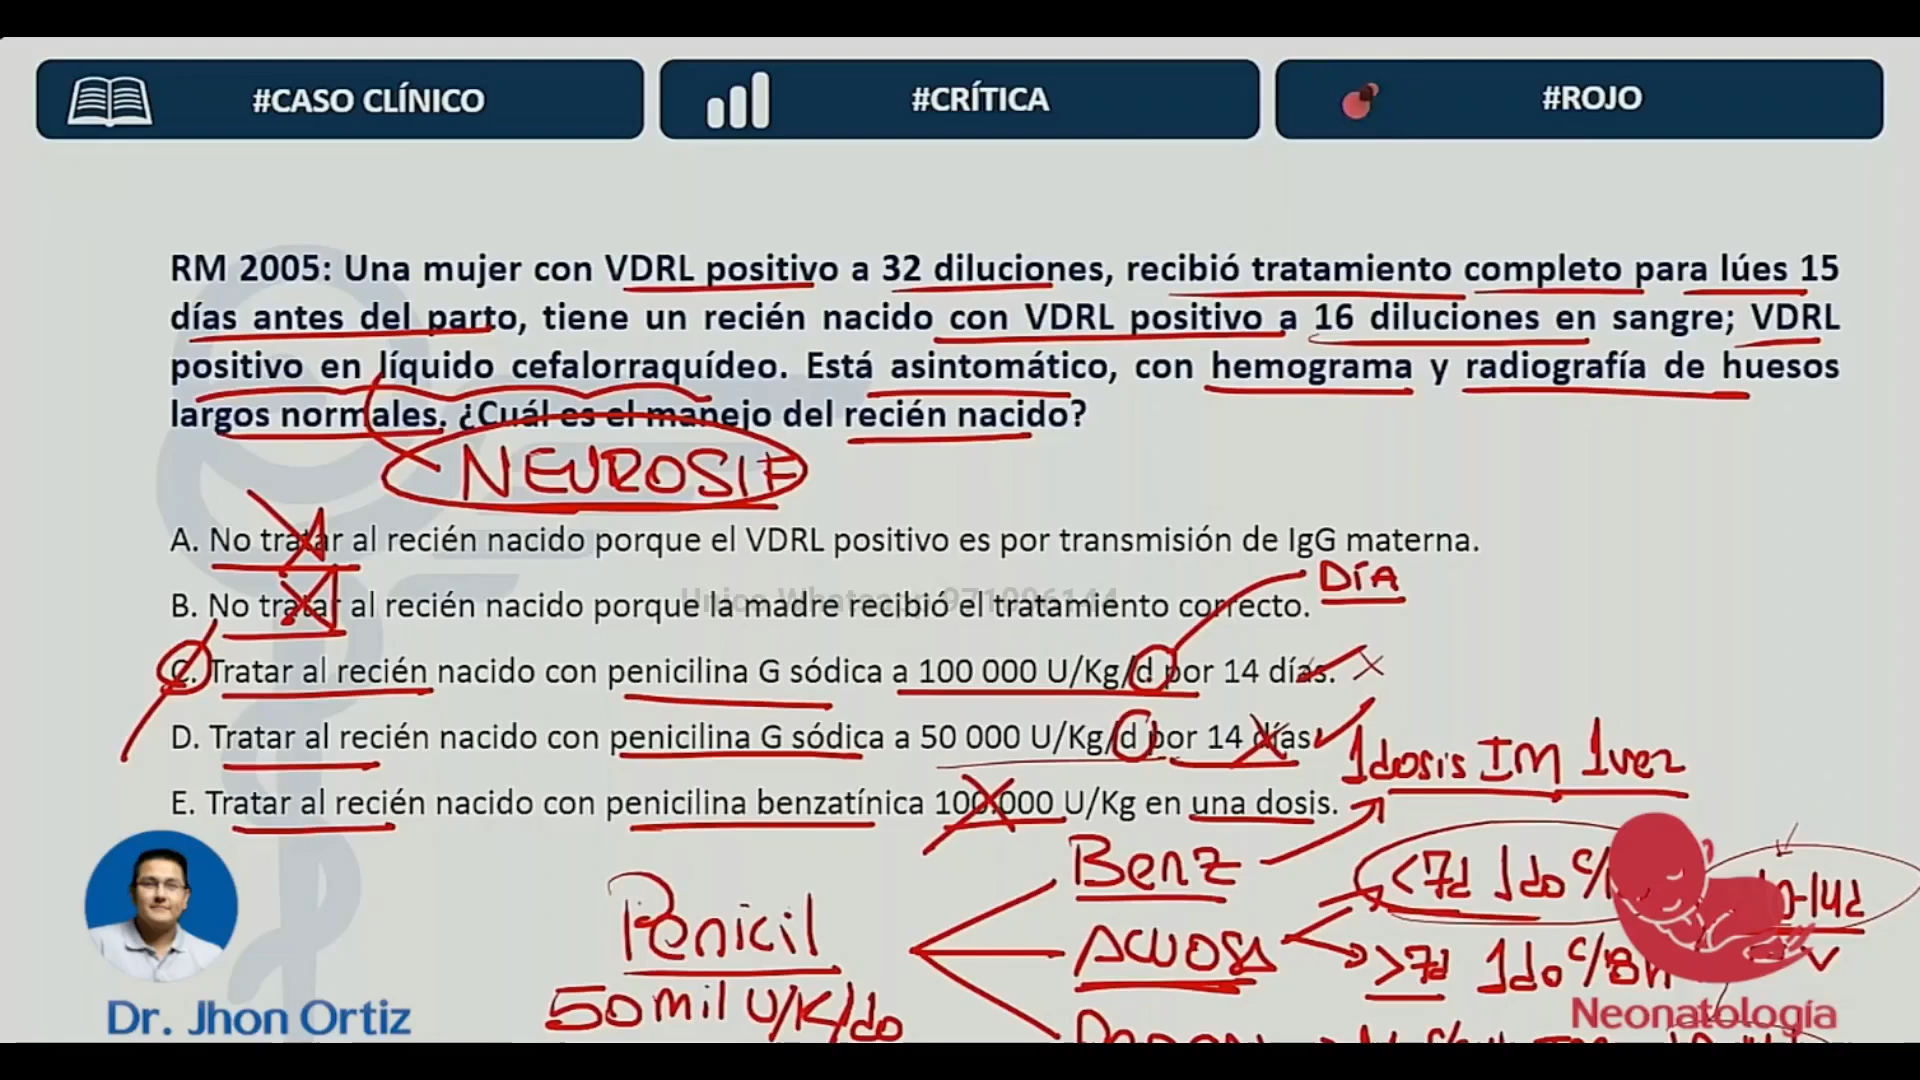 #CASO CLÍNICO
#CRÍTICA
#ROJO
RM 2005: Una mujer con VDRL positivo a 32 diluciones, recibió tratamiento completo para lúes 15
días antes del parto, tiene un recién nacido con VDRL positivo a 16 diluciones en sangre; VDRL
positivo en líquido cefalorraquídeo. Está asintomático, con hemograma y radiografía de huesos
largos normales. ¿Cuál es el manejo del recién nacido?
NEUROSIF
A. No tratar al recién nacido porque el VDRL positivo es por transmisión de IgG materna.
DÍA
B. No tratar al recién nacido porque la madre recibió el tratamiento correcto.
C. Tratar al recién nacido con penicilina G sódica a 100 000 U/Kg/d por 14 días.
D. Tratar al recién nacido con penicilina G sódica a 50 000 U/Kg/d por 14 días
1dosis IM 1vez
E. Tratar al recién nacido con penicilina benzatínica 100 000 U/Kg en una dosis.
Benz
<7d 1do c/
Penicil
ACUOSA
>7d 1do c/8h
50 mil U/K/do
Dr. Jhon Ortiz
Neonatología